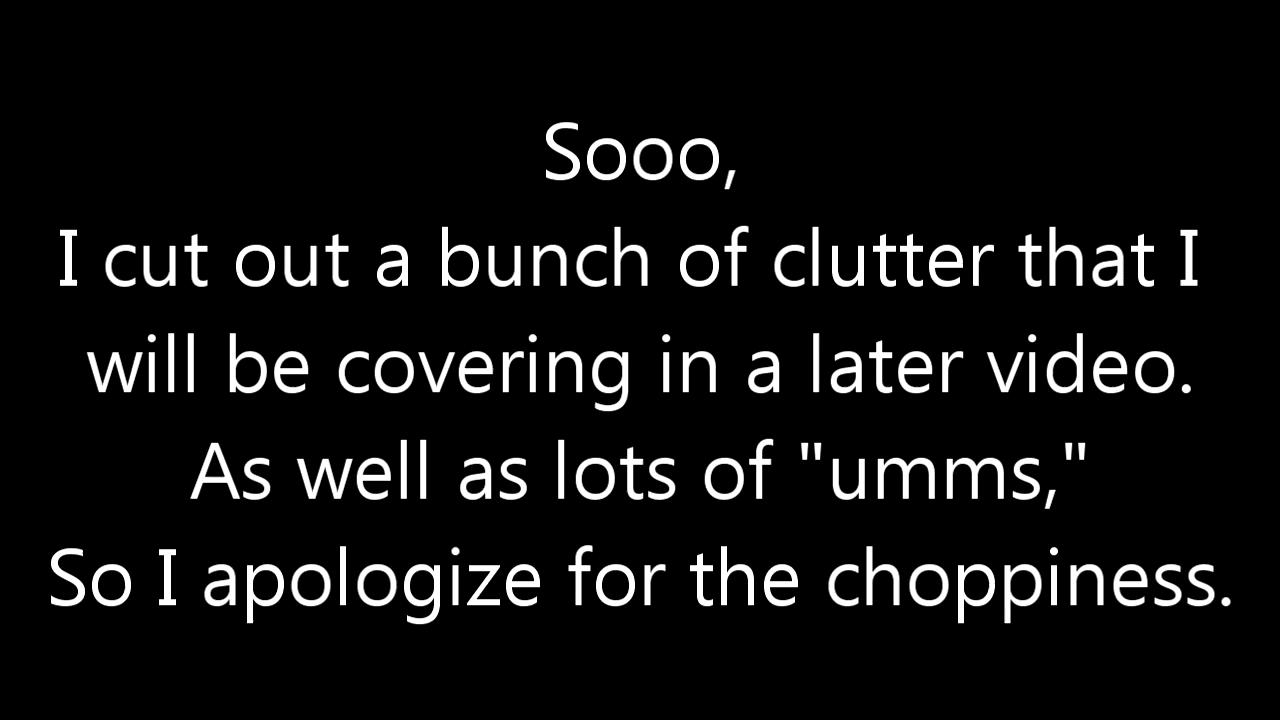 Sooo,
I cut out a bunch of clutter that I
will be covering in a later video.
As well as lots of "umms,"
So I apologize for the choppiness.